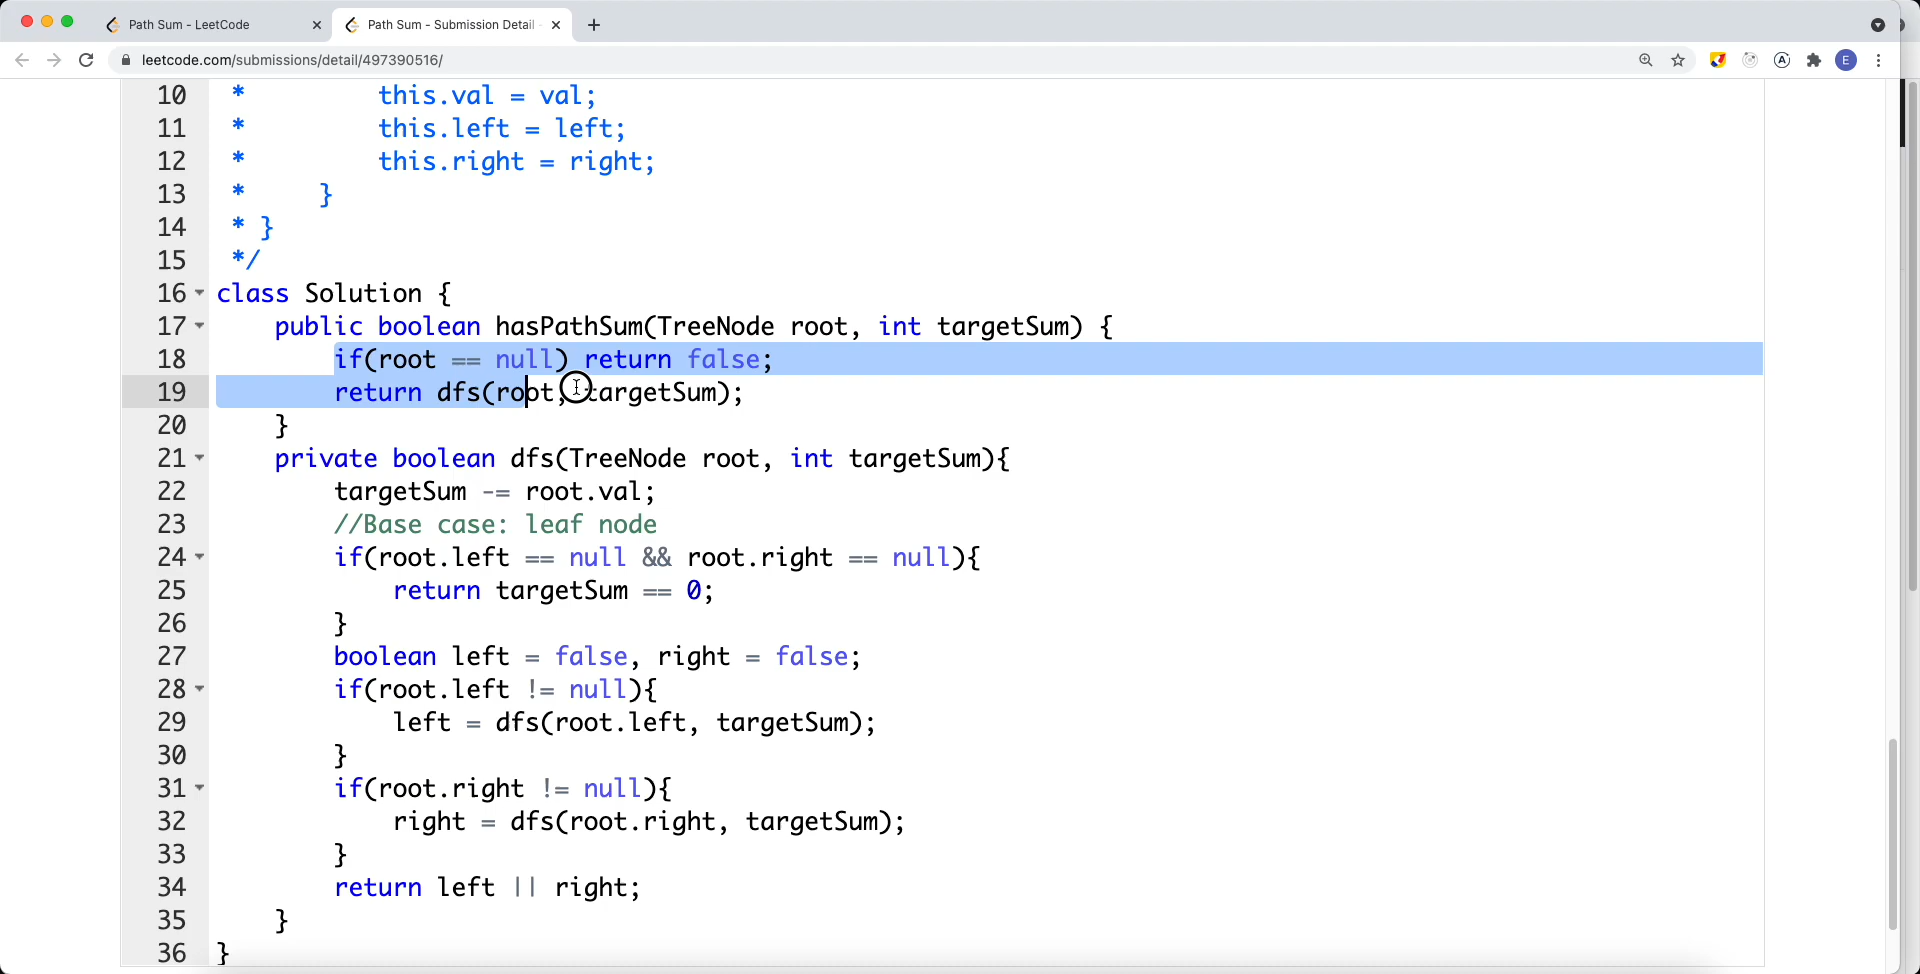 Path Sum - LeetCode
Path Sum - Submission Detail -
leetcode.com/submissions/detail/497390516/
E
10 * this.val = val;
11 * this.left = left;
12 * this.right = right;
13 * }
14 * }
15 */
16 class Solution {
17 public boolean hasPathSum(TreeNode root, int targetSum) {
18 if(root == null) return false;
19 return dfs(root, targetSum);
20 }
21 private boolean dfs(TreeNode root, int targetSum){
22 targetSum -= root.val;
23 //Base case: leaf node
24 if(root.left == null && root.right == null){
25 return targetSum == 0;
26 }
27 boolean left = false, right = false;
28 if(root.left != null){
29 left = dfs(root.left, targetSum);
30 }
31 if(root.right != null){
32 right = dfs(root.right, targetSum);
33 }
34 return left || right;
35 }
36 }